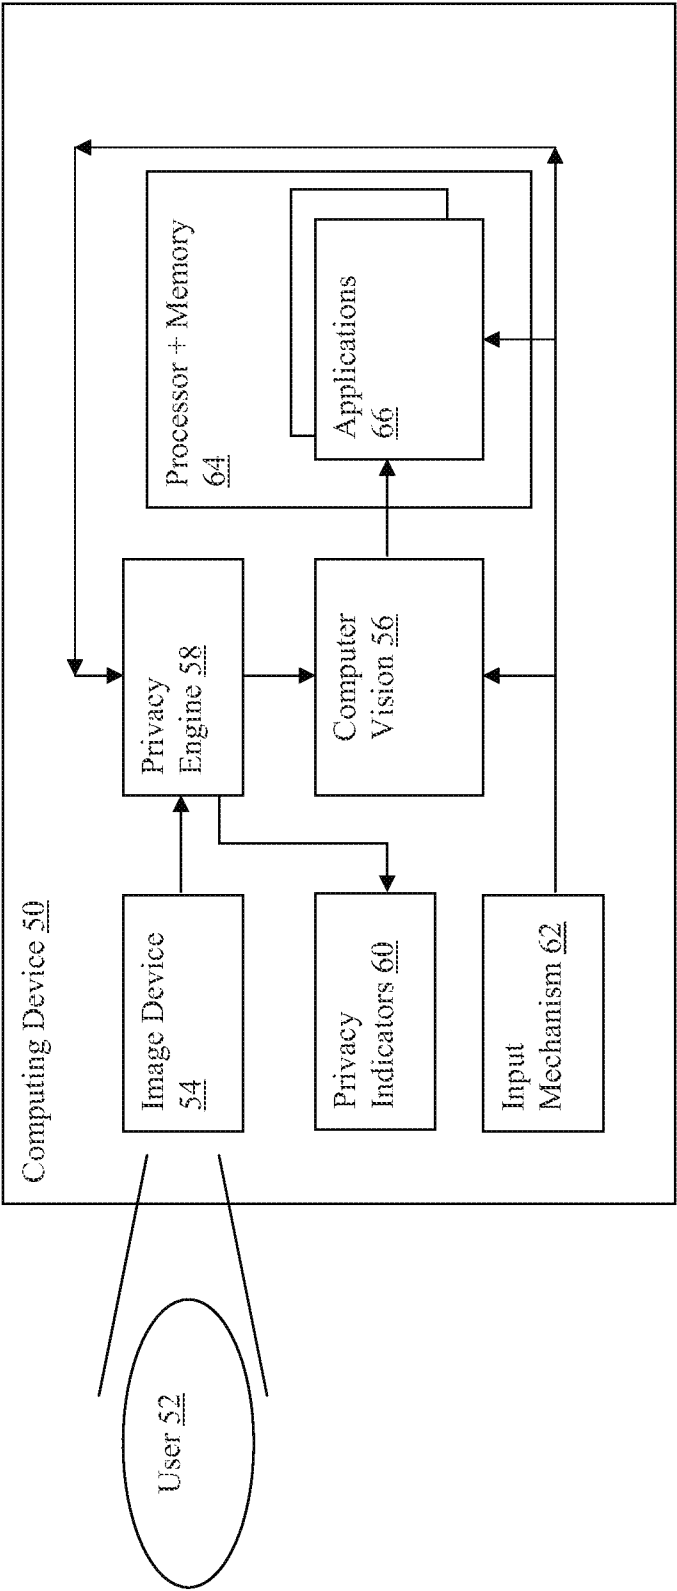 Computing Device 50
User 52
Image Device
54
Privacy
Engine 58
Processor + Memory
64
Privacy
Indicators 60
Computer
Vision 56
Applications
66
Input
Mechanism 62